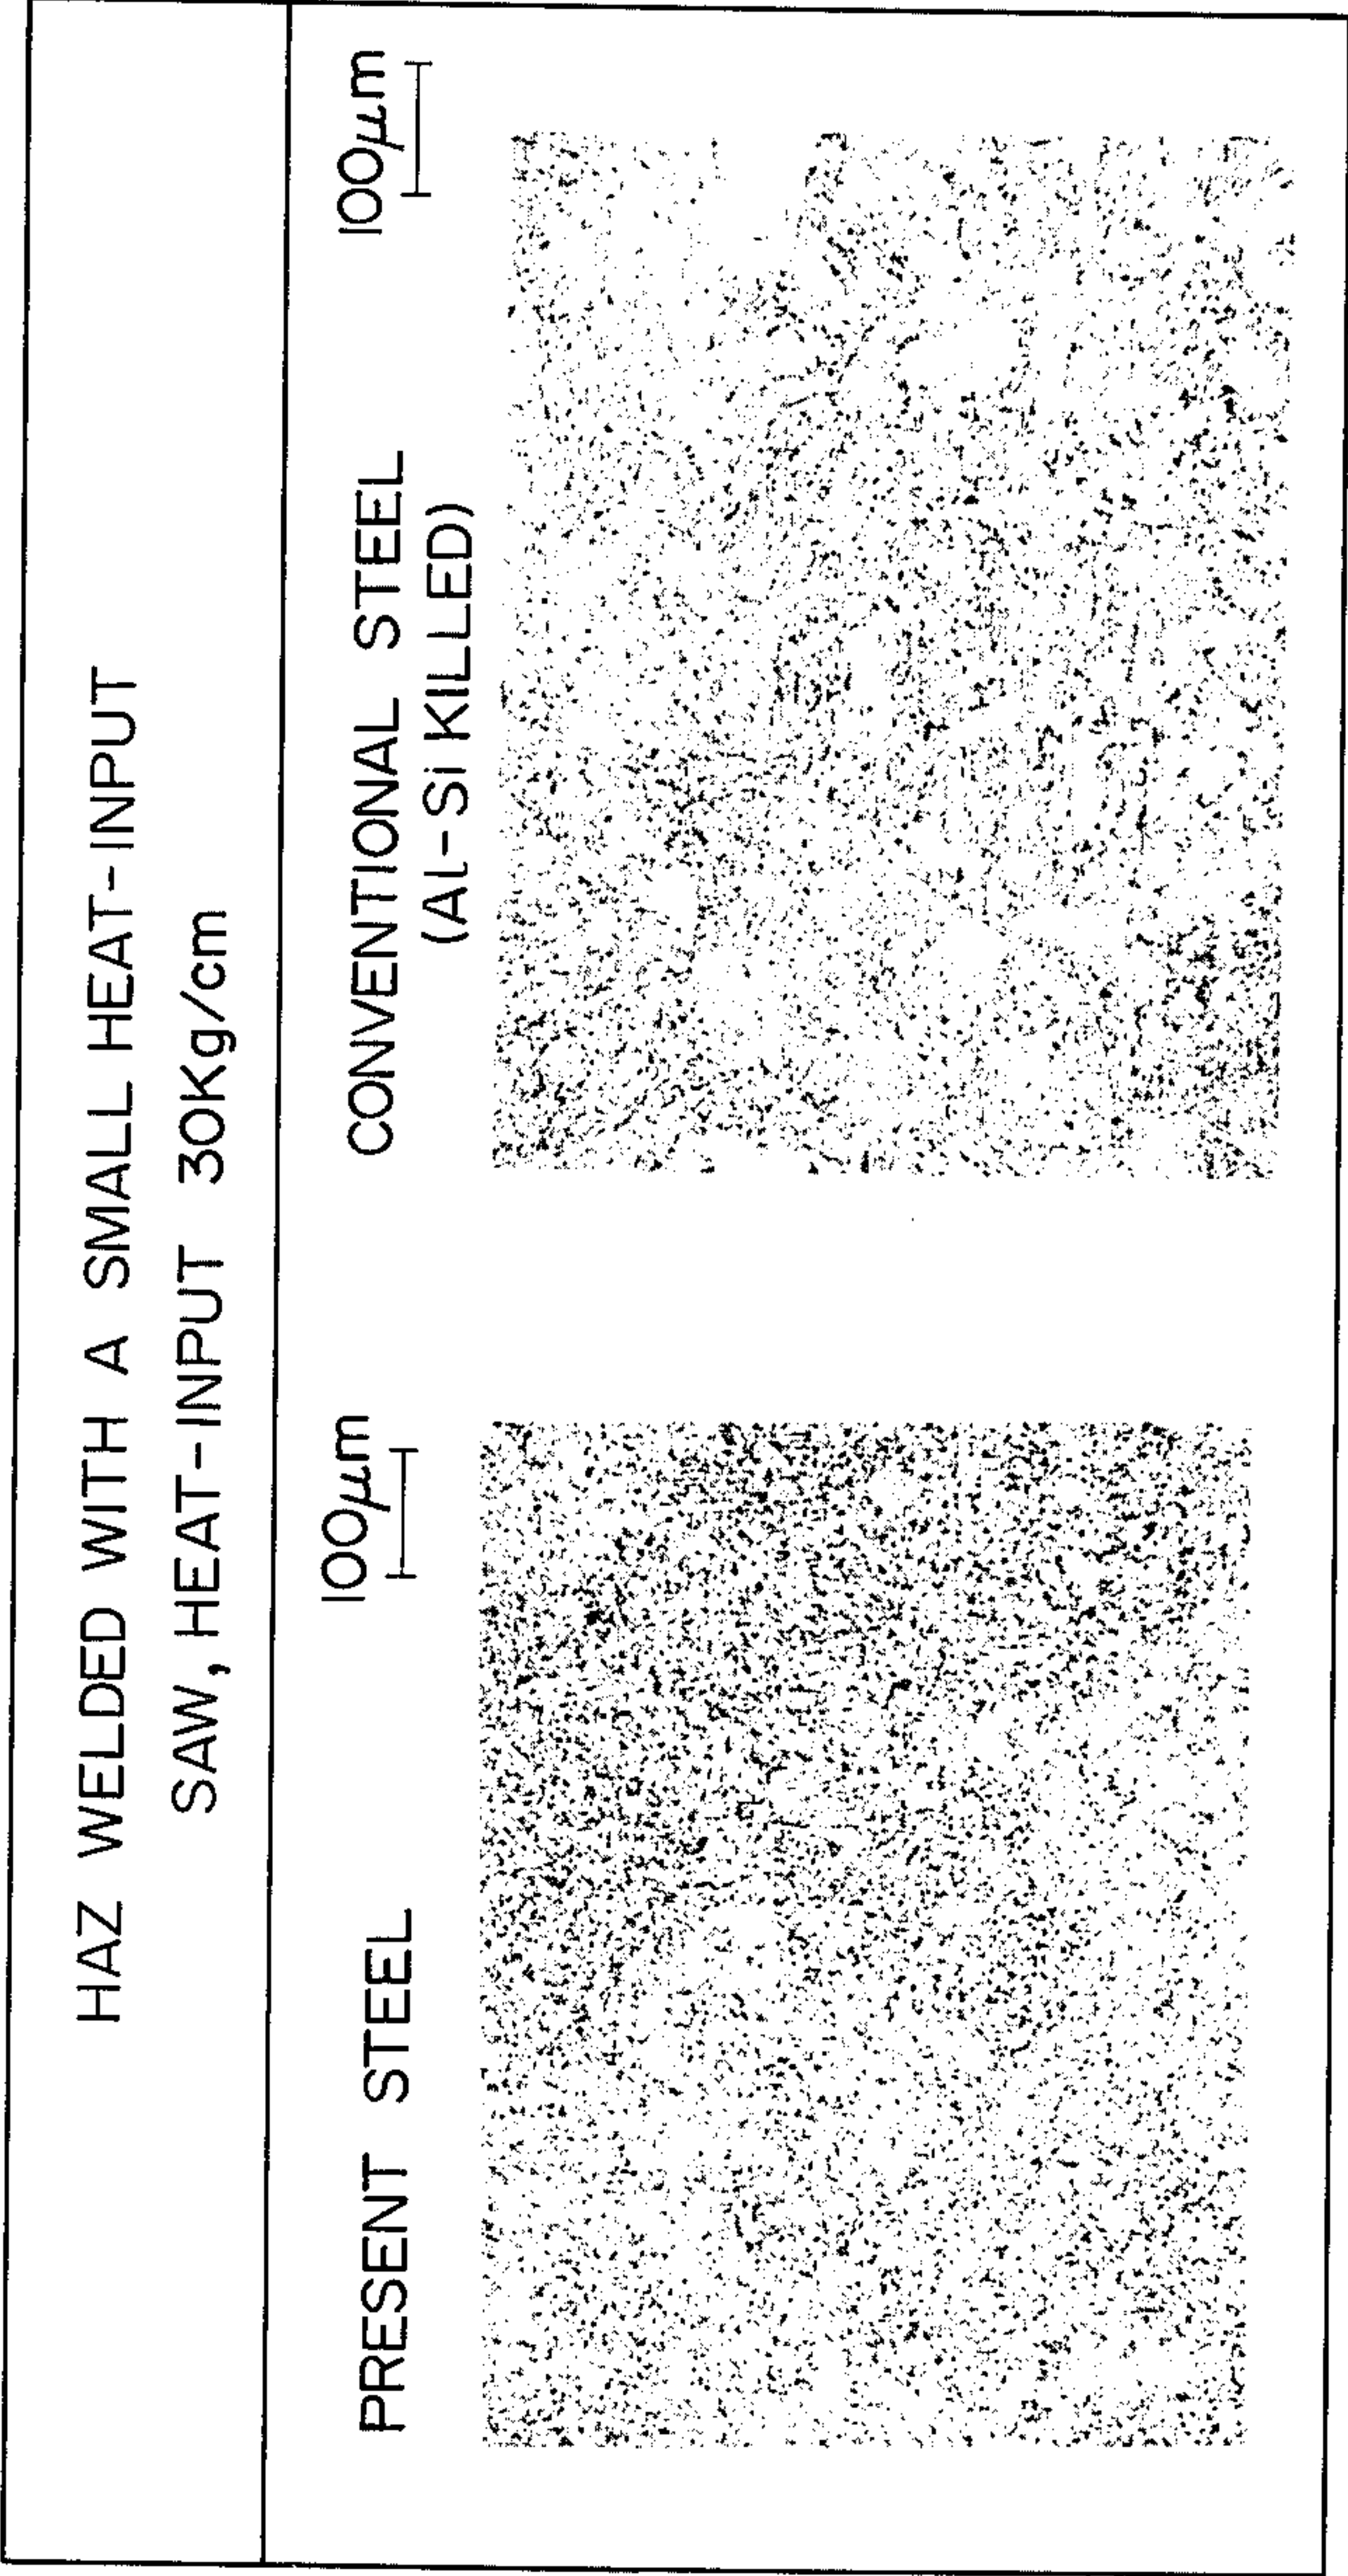 HAZ WELDED WITH A SMALL HEAT-INPUT
SAW, HEAT-INPUT 30Kg/cm
PRESENT STEEL
100μm
CONVENTIONAL STEEL
(Al-Si KILLED)
100μm